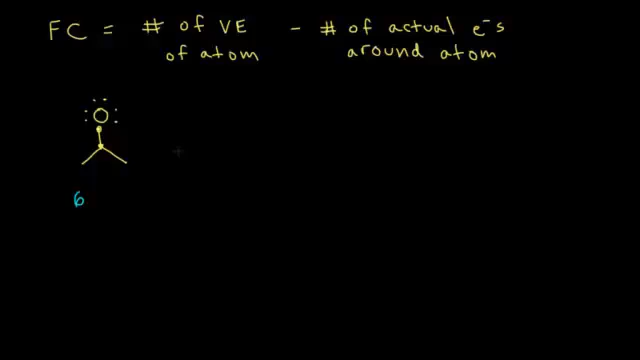 FC = # of VE - # of actual e⁻s
of atom around atom
O
6